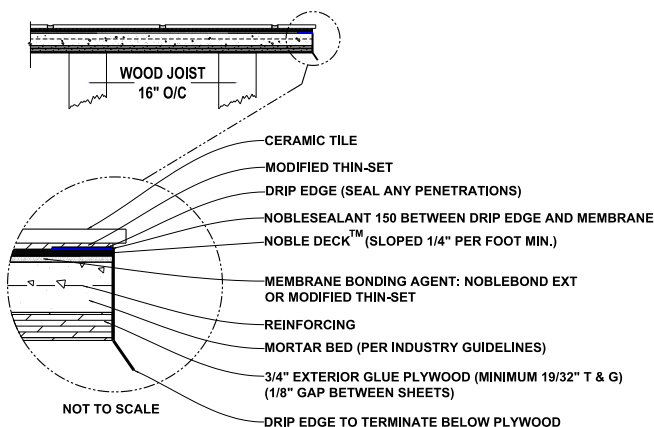 WOOD JOIST
16" O/C
CERAMIC TILE
MODIFIED THIN-SET
DRIP EDGE (SEAL ANY PENETRATIONS)
NOBLESEALANT 150 BETWEEN DRIP EDGE AND MEMBRANE
NOBLE DECK™ (SLOPED 1/4" PER FOOT MIN.)
MEMBRANE BONDING AGENT: NOBLEBOND EXT
OR MODIFIED THIN-SET
REINFORCING
MORTAR BED (PER INDUSTRY GUIDELINES)
3/4" EXTERIOR GLUE PLYWOOD (MINIMUM 19/32" T & G)
(1/8" GAP BETWEEN SHEETS)
NOT TO SCALE
DRIP EDGE TO TERMINATE BELOW PLYWOOD